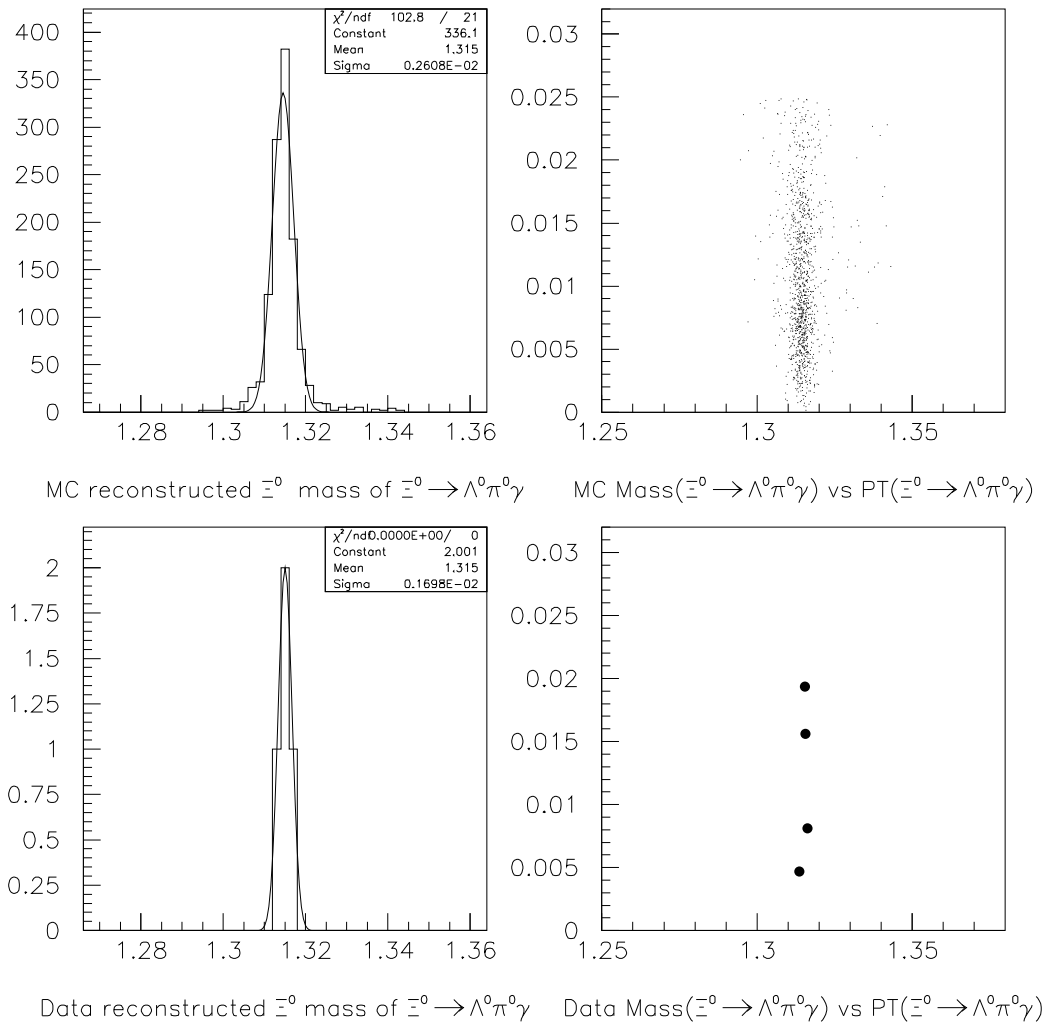 χ²/ndf 102.8 / 21
Constant 336.1
Mean 1.315
Sigma 0.2608E-02
400
350
300
250
200
150
100
50
0
1.28 1.3 1.32 1.34 1.36
MC reconstructed Ξ⁰ mass of Ξ⁰ → Λ⁰π⁰γ
0.03
0.025
0.02
0.015
0.01
0.005
0
1.25 1.3 1.35
MC Mass(Ξ⁰ → Λ⁰π⁰γ) vs PT(Ξ⁰ → Λ⁰π⁰γ)
χ²/ndf 0.0000E+00/ 0
Constant 2.001
Mean 1.315
Sigma 0.1698E-02
2
1.75
1.5
1.25
1
0.75
0.5
0.25
0
1.28 1.3 1.32 1.34 1.36
Data reconstructed Ξ⁰ mass of Ξ⁰ → Λ⁰π⁰γ
0.03
0.025
0.02
0.015
0.01
0.005
0
1.25 1.3 1.35
Data Mass(Ξ⁰ → Λ⁰π⁰γ) vs PT(Ξ⁰ → Λ⁰π⁰γ)